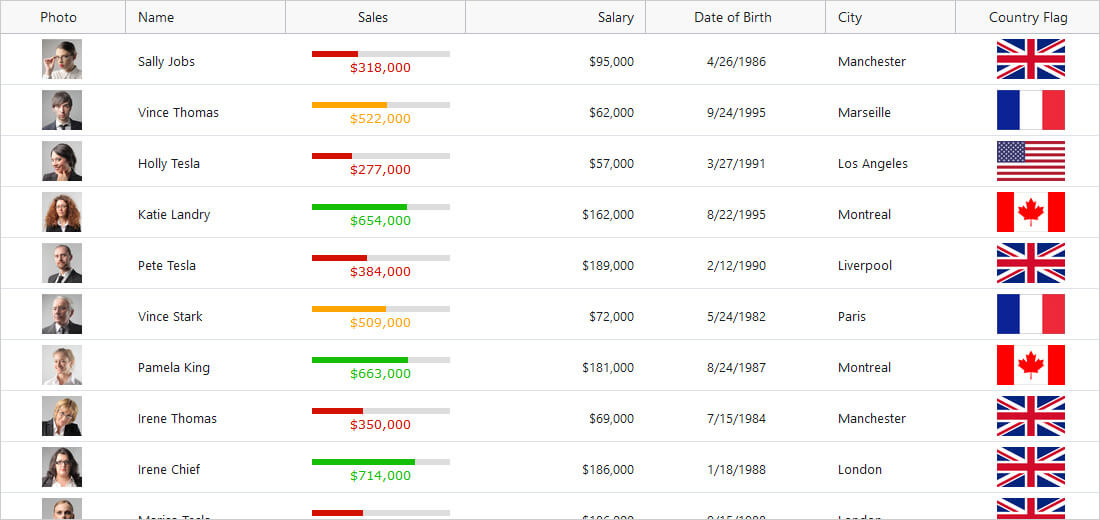 Photo Name Sales Salary Date of Birth City Country Flag
Sally Jobs $318,000 $95,000 4/26/1986 Manchester
Vince Thomas $522,000 $62,000 9/24/1995 Marseille
Holly Tesla $277,000 $57,000 3/27/1991 Los Angeles
Katie Landry $654,000 $162,000 8/22/1995 Montreal
Pete Tesla $384,000 $189,000 2/12/1990 Liverpool
Vince Stark $509,000 $72,000 5/24/1982 Paris
Pamela King $663,000 $181,000 8/24/1987 Montreal
Irene Thomas $350,000 $69,000 7/15/1984 Manchester
Irene Chief $714,000 $186,000 1/18/1988 London